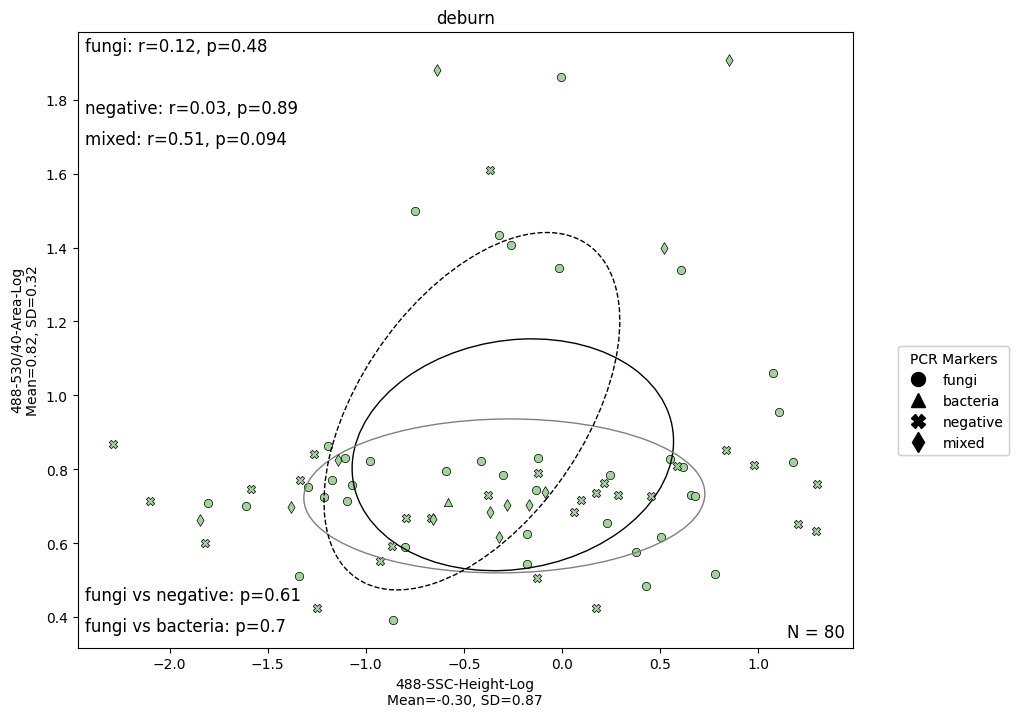 deburn
fungi: r=0.12, p=0.48
negative: r=0.03, p=0.89
mixed: r=0.51, p=0.094
1.8
1.6
1.4
1.2
1.0
0.8
0.6
0.4
488-530/40-Area-Log
Mean=0.82, SD=0.32
PCR Markers
fungi
bacteria
negative
mixed
fungi vs negative: p=0.61
fungi vs bacteria: p=0.7
N = 80
−2.0 −1.5 −1.0 −0.5 0.0 0.5 1.0
488-SSC-Height-Log
Mean=-0.30, SD=0.87